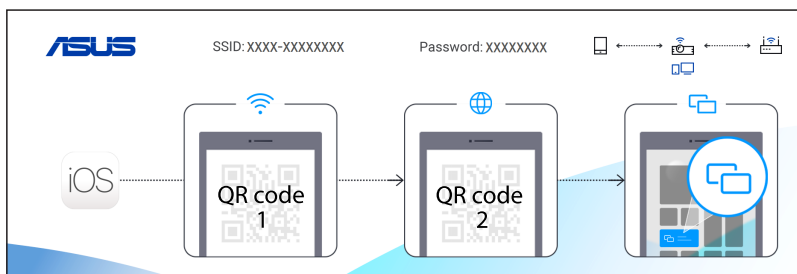 ASUS
SSID: XXXX-XXXXXXXX
Password: XXXXXXXX
iOS
QR code
1
QR code
2